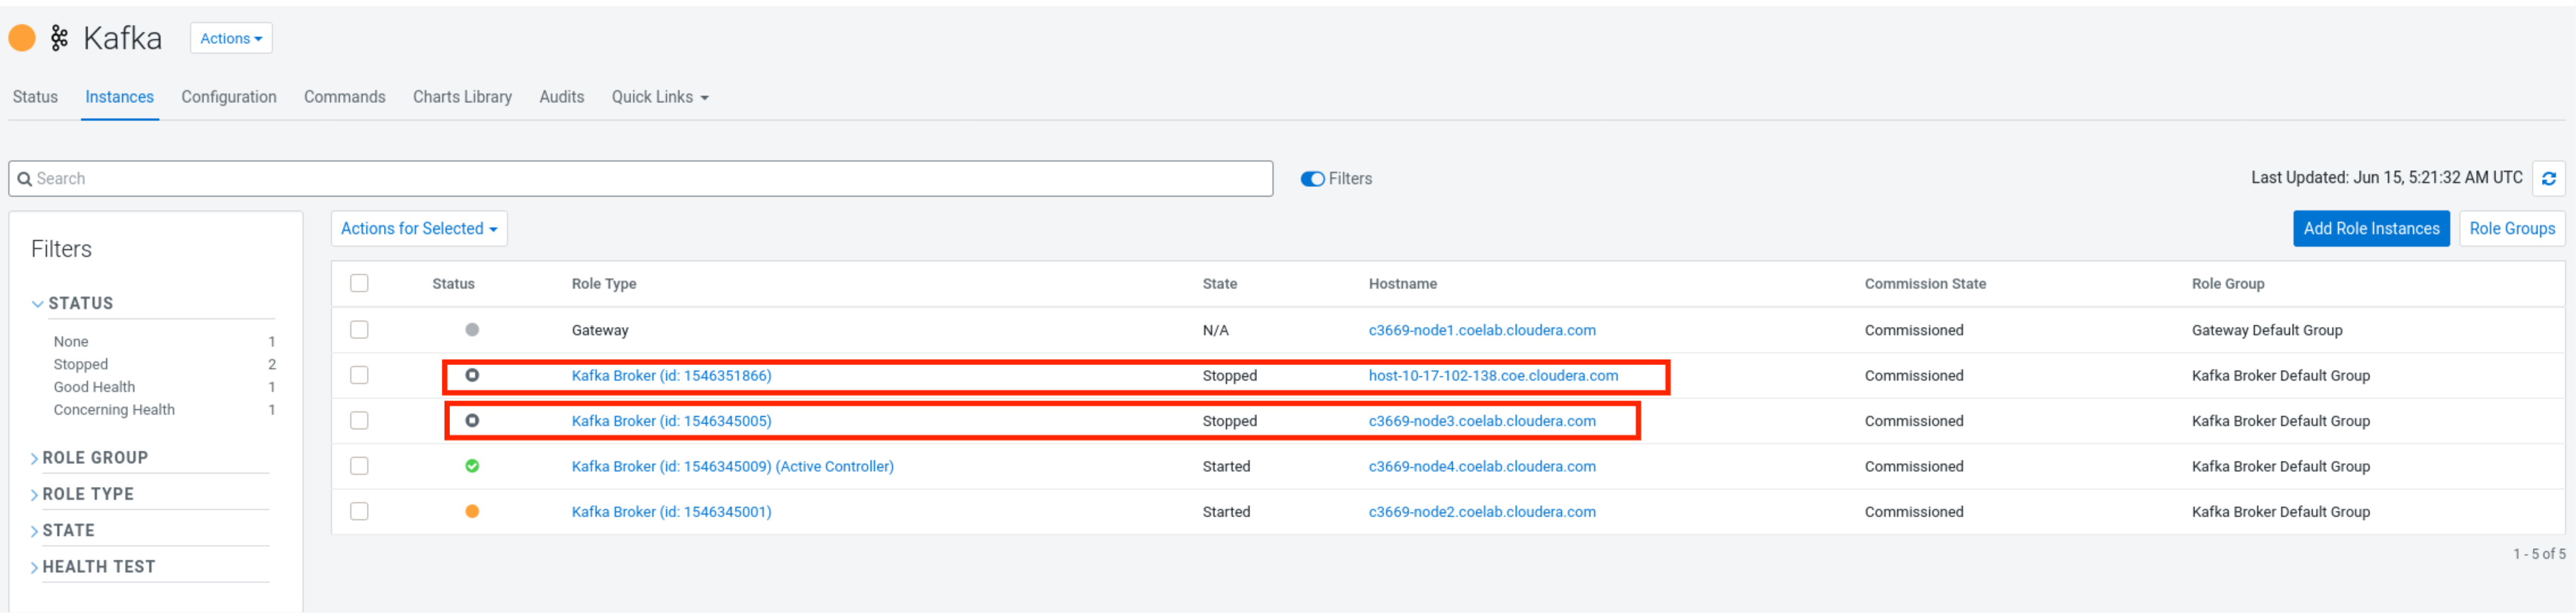 Kafka Actions
Status Instances Configuration Commands Charts Library Audits Quick Links
Search Filters Last Updated: Jun 15, 5:21:32 AM UTC
Filters
STATUS
None 1
Stopped 2
Good Health 1
Concerning Health 1
ROLE GROUP
ROLE TYPE
STATE
HEALTH TEST
Actions for Selected Add Role Instances Role Groups
Status Role Type State Hostname Commission State Role Group
Gateway N/A c3669-node1.coelab.cloudera.com Commissioned Gateway Default Group
Kafka Broker (id: 1546351866) Stopped host-10-17-102-138.coe.cloudera.com Commissioned Kafka Broker Default Group
Kafka Broker (id: 1546345005) Stopped c3669-node3.coelab.cloudera.com Commissioned Kafka Broker Default Group
Kafka Broker (id: 1546345009) (Active Controller) Started c3669-node4.coelab.cloudera.com Commissioned Kafka Broker Default Group
Kafka Broker (id: 1546345001) Started c3669-node2.coelab.cloudera.com Commissioned Kafka Broker Default Group
1 - 5 of 5